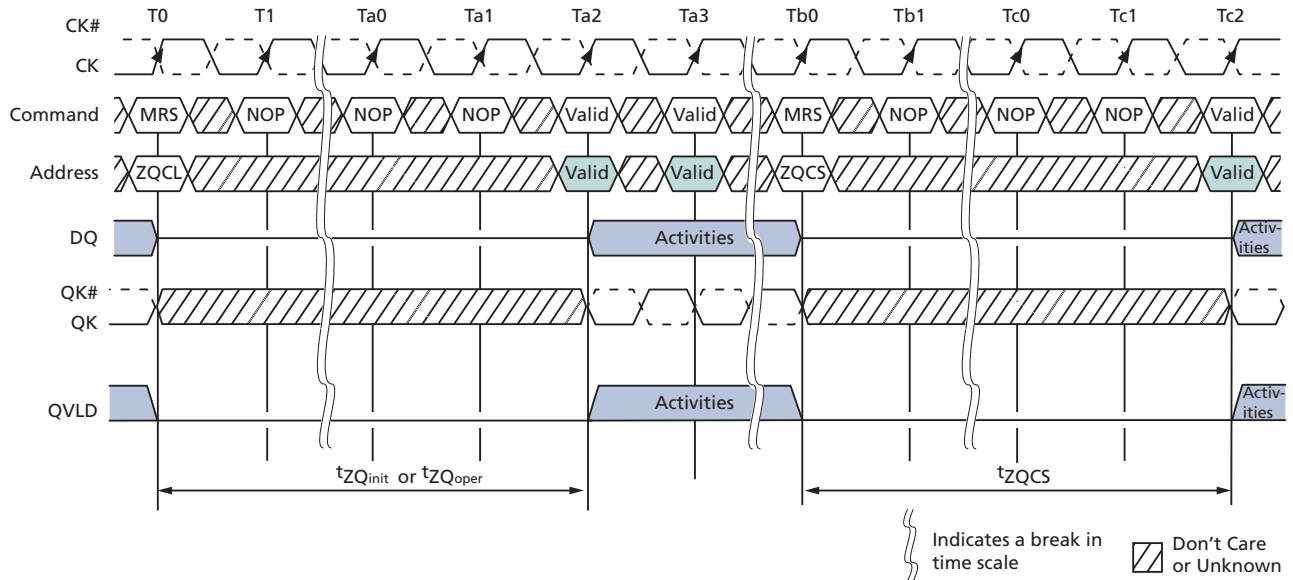 T0 T1 Ta0 Ta1 Ta2 Ta3 Tb0 Tb1 Tc0 Tc1 Tc2
CK#
CK
Command MRS NOP NOP NOP Valid Valid MRS NOP NOP NOP Valid
Address ZQCL Valid Valid ZQCS Valid
DQ Activities Activ-
ities
QK#
QK
QVLD Activities Activ-
ities
tZQinit or tZQoper tZQCS
Indicates a break in
time scale
Don't Care
or Unknown